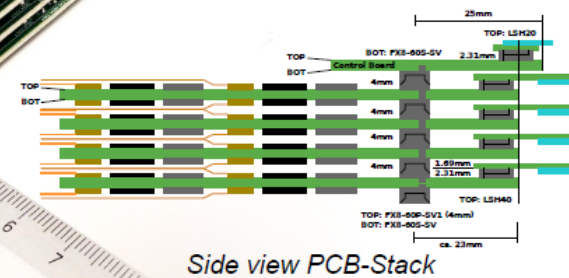 25mm
TOP: LSH20
BOT: FX8-60S-SV
2.31mm
TOP
BOT
Control Board
TOP
BOT
4mm
4mm
4mm
4mm
1.69mm
2.31mm
TOP: LSH40
TOP: FX8-60P-SV1 (4mm)
BOT: FX8-60S-SV
ca. 23mm
6
7
Side view PCB-Stack